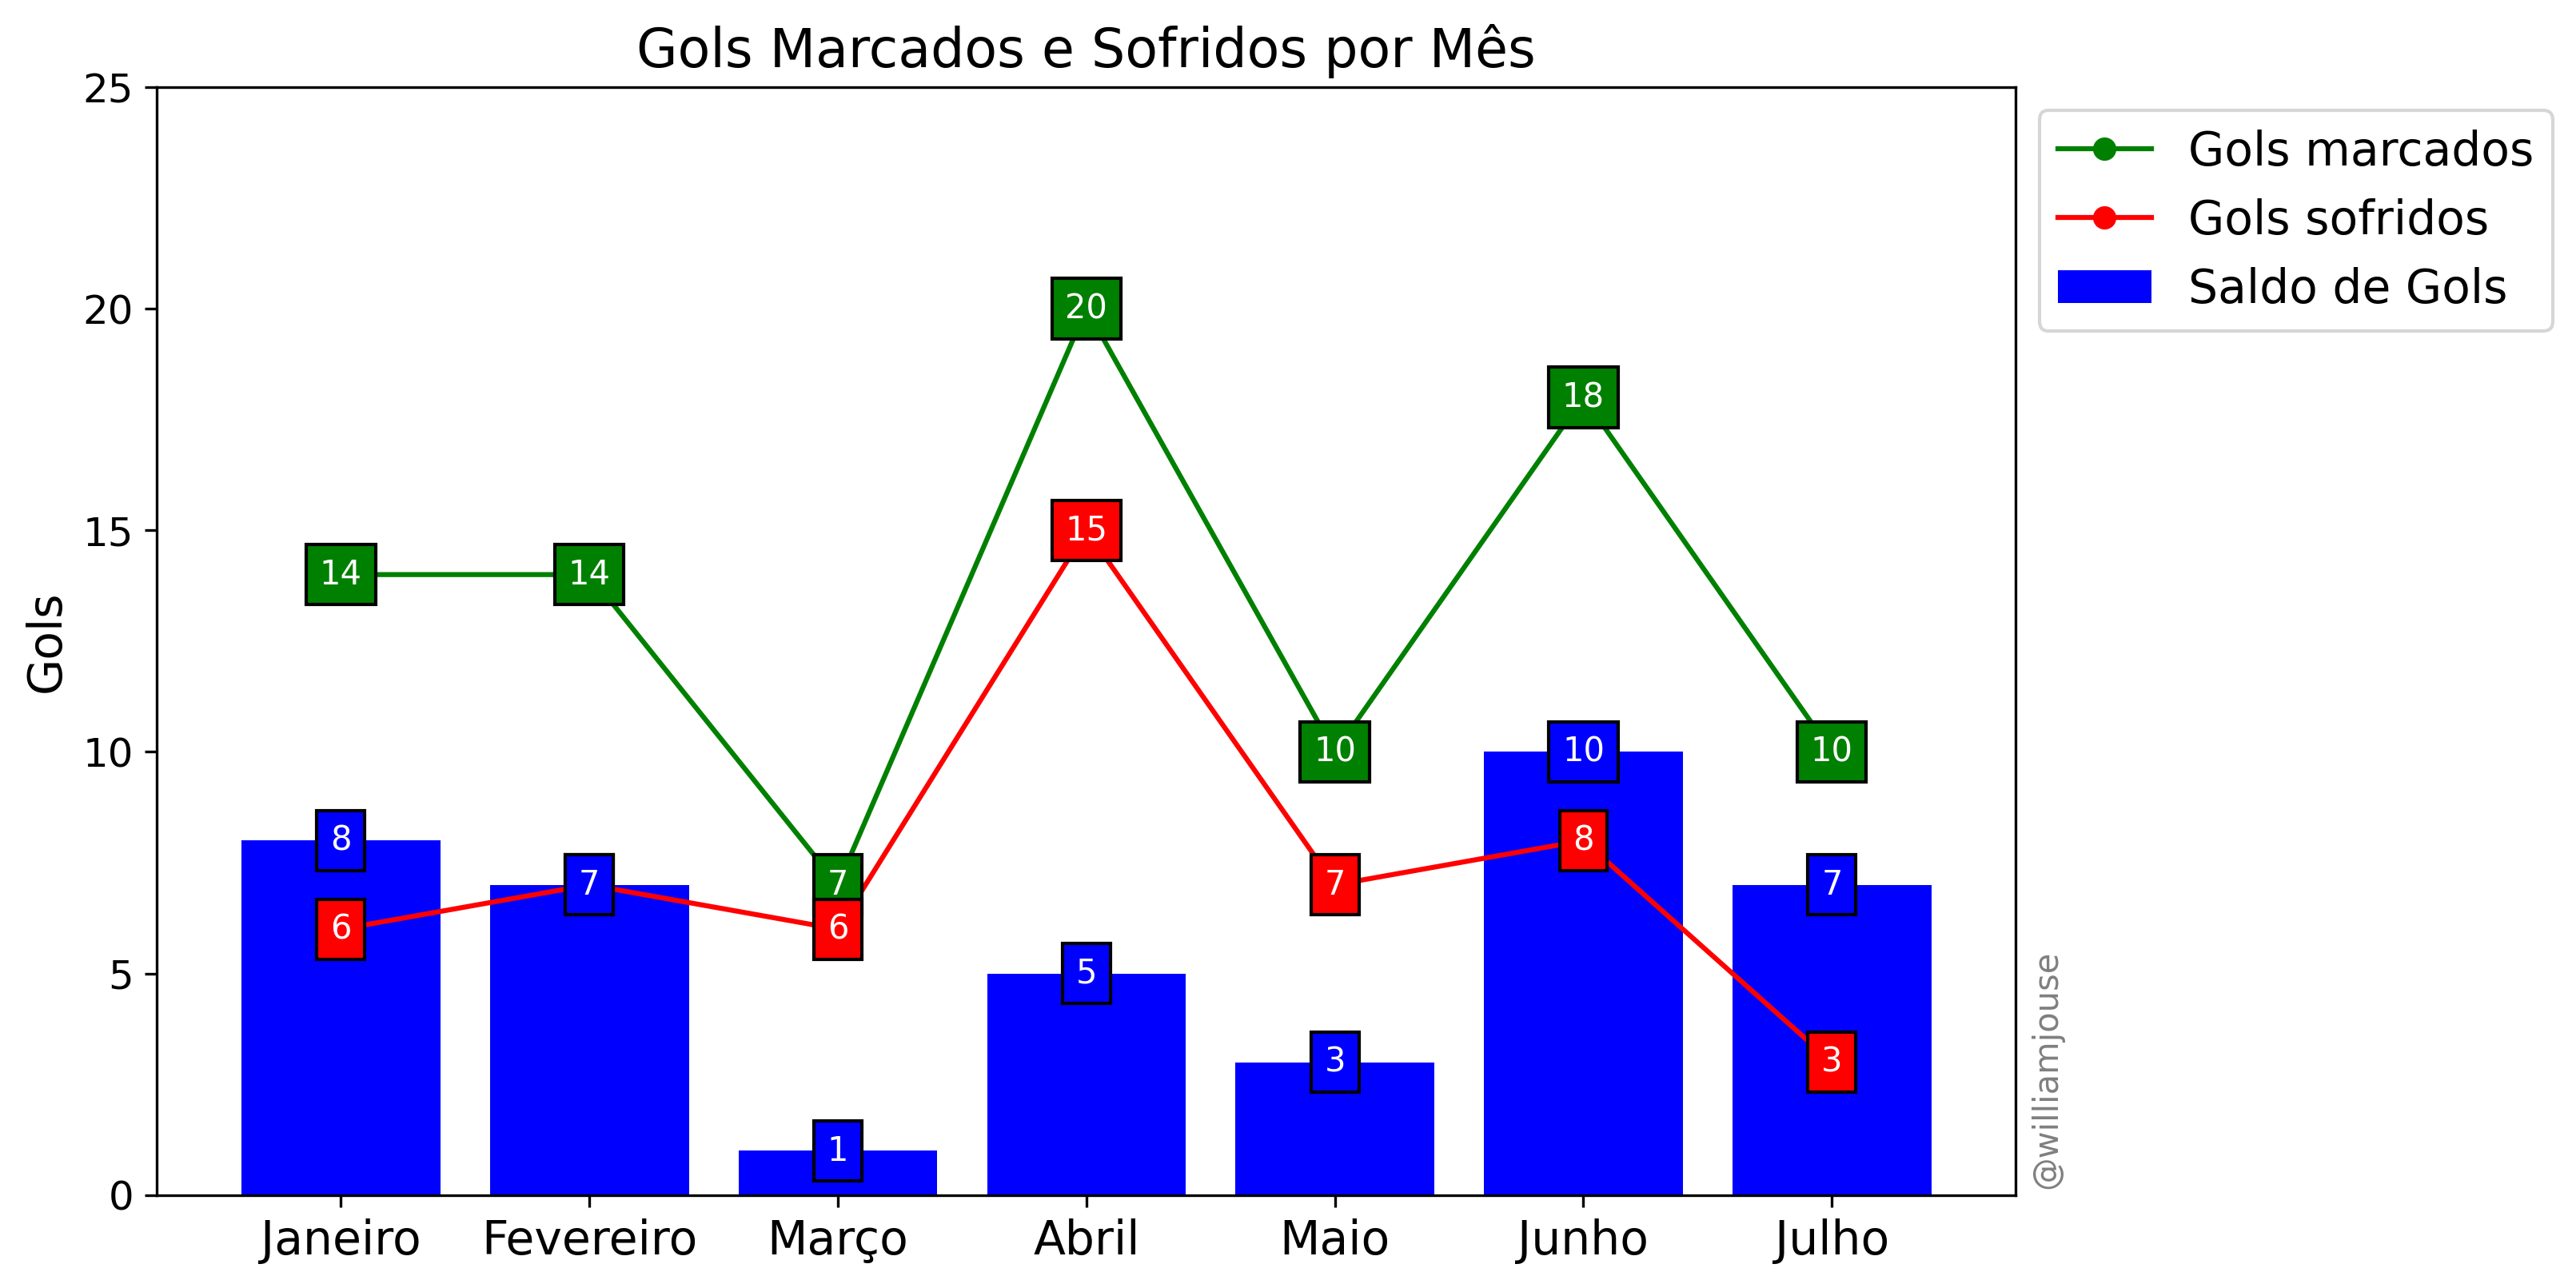 Gols Marcados e Sofridos por Mês
Gols marcados
Gols sofridos
Saldo de Gols
Gols
25
20
15
10
5
0
14
14
7
20
10
18
10
6
6
15
7
8
3
8
7
1
5
3
10
7
Janeiro
Fevereiro
Março
Abril
Maio
Junho
Julho
@williamjouse